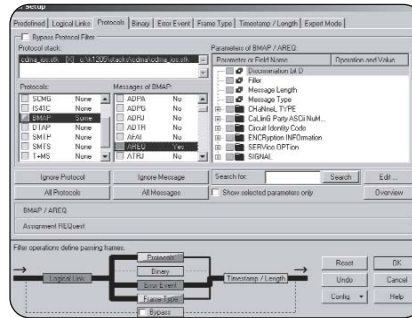 Setup
Predefined Logical Links Protocols Binary Error Event Frame Type Timestamp / Length Expert Mode
Bypass Protocol Filter
Protocol stack:
Parameters of BMAP / AREQ:
Parameter or Field Name Operation and Value
Discrimination bit D
Filler
Message Length
Message Type
CHaNneL TYPE
CaLlinG Party ASCii NuM...
Circuit Identity Code
ENCRyption INFOrmation
SERVice OPTion
SIGNAL
Protocols:
Messages of BMAP:
SCMG None
IS41C None
BMAP Some
DTAP None
SMTP None
SMTS None
T+MS None
ADPA No
ADPG No
ADRJ No
ADTR No
AFAI No
AREQ Yes
ATRJ No
Ignore Protocol Ignore Message Search for: Search Edit...
All Protocols All Messages Show selected parameters only Overview
BMAP / AREQ
Assignment REQuest
Filter operations define passing frames:
Protocols
Binary
Logical Link Error Event Timestamp / Length
Frame Type
Bypass
Reset OK
Undo Cancel
Config Help